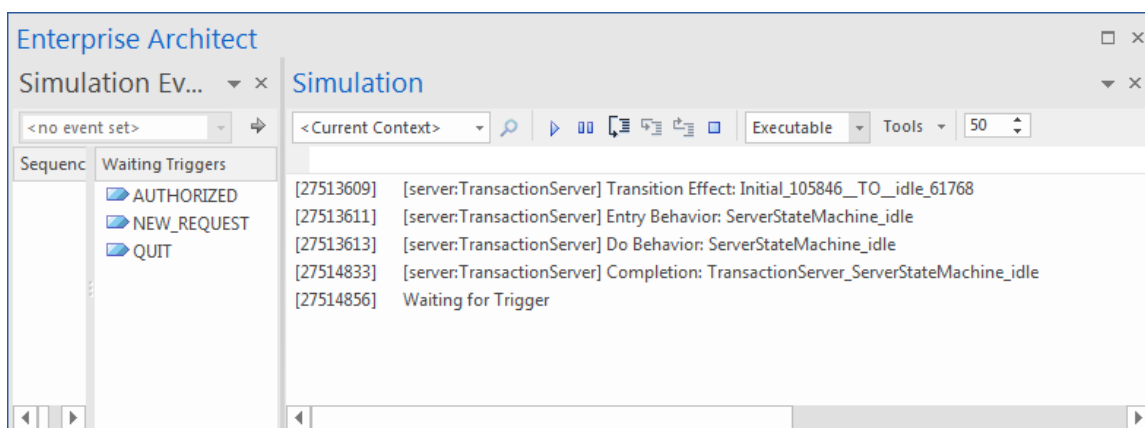 Enterprise Architect
Simulation Ev...
<no event set>
Sequenc Waiting Triggers
AUTHORIZED
NEW_REQUEST
QUIT
Simulation
<Current Context> Executable Tools 50
[27513609] [server:TransactionServer] Transition Effect: Initial_105846__TO__idle_61768
[27513611] [server:TransactionServer] Entry Behavior: ServerStateMachine_idle
[27513613] [server:TransactionServer] Do Behavior: ServerStateMachine_idle
[27514833] [server:TransactionServer] Completion: TransactionServer_ServerStateMachine_idle
[27514856] Waiting for Trigger